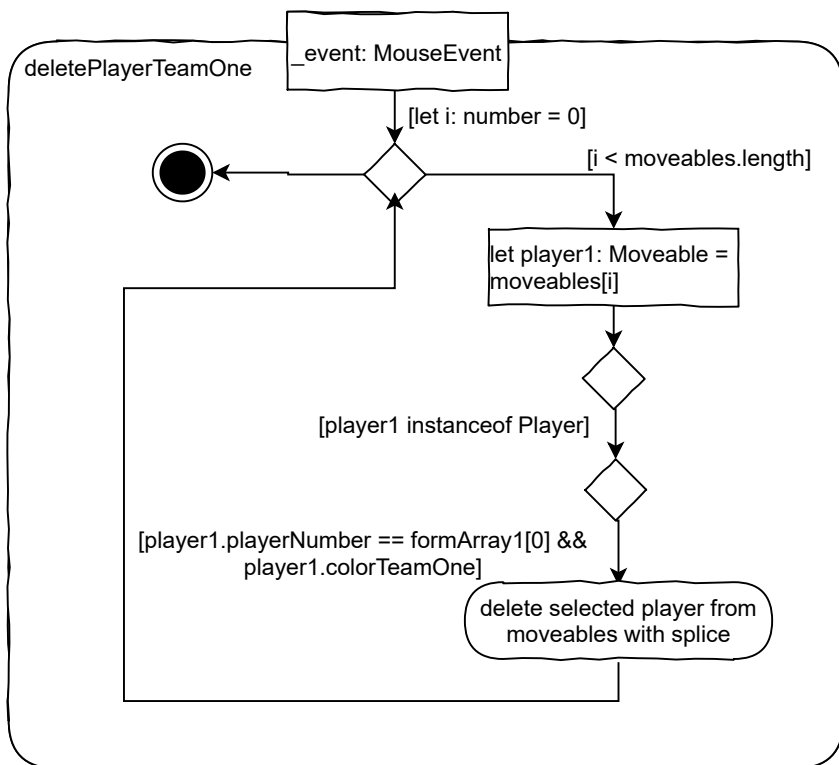 _event: MouseEvent
deletePlayerTeamOne
[let i: number = 0]
[i < moveables.length]
let player1: Moveable =
moveables[i]
[player1 instanceof Player]
[player1.playerNumber == formArray1[0] &&
player1.colorTeamOne]
delete selected player from
moveables with splice